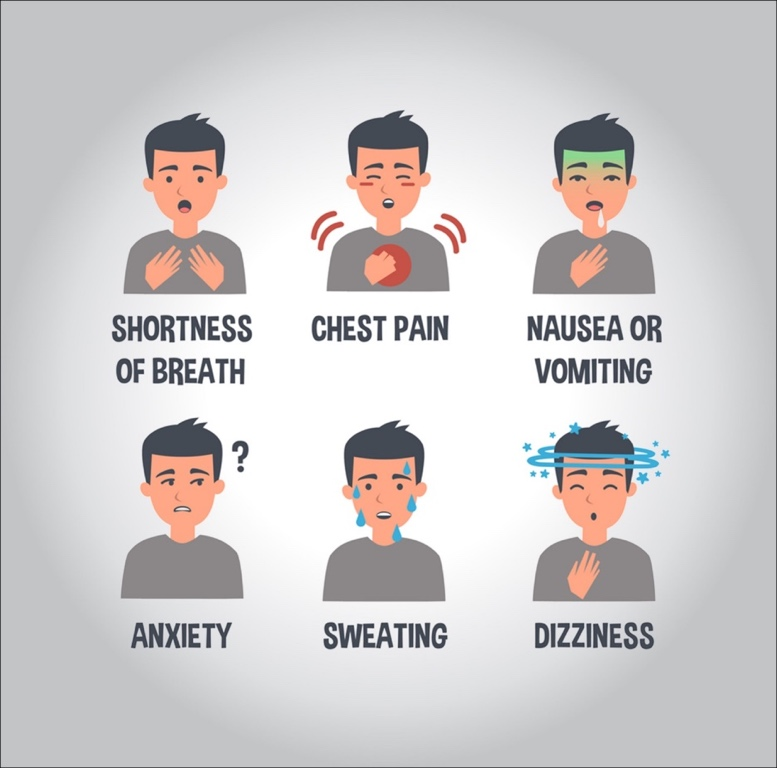 SHORTNESS
OF BREATH
CHEST PAIN
NAUSEA OR
VOMITING
?
ANXIETY
SWEATING
DIZZINESS